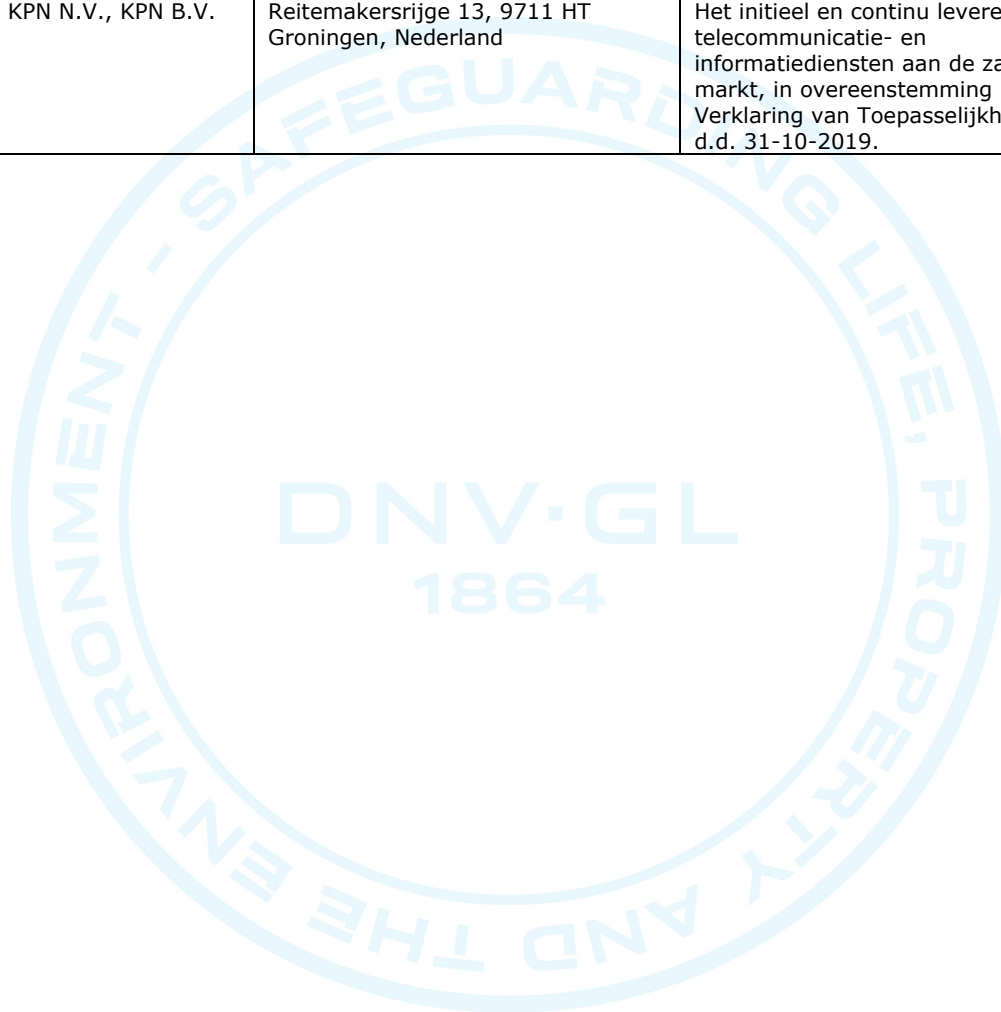 KPN N.V., KPN B.V.
Reitemakersrijge 13, 9711 HT
Groningen, Nederland
Het initieel en continu
telecommunicatie- en
informatiediensten aan de
markt, in overeenstemming
Verklaring van
d.d. 31-10-2019.
SAFEGUARDING LIFE, PROPERTY AND THE ENVIRONMENT -
DNV·GL
1864